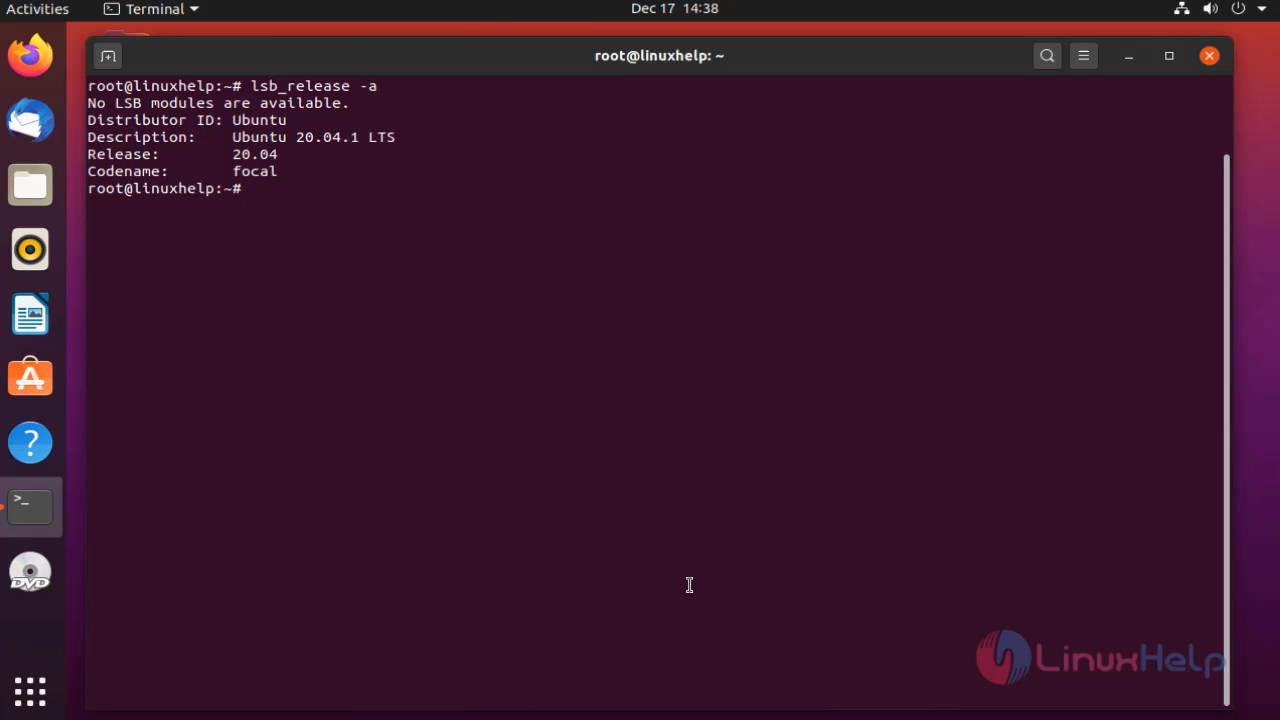 Activities
Terminal
Dec 17 14:38
root@linuxhelp: ~
root@linuxhelp:~# lsb_release -a
No LSB modules are available.
Distributor ID: Ubuntu
Description: Ubuntu 20.04.1 LTS
Release: 20.04
Codename: focal
root@linuxhelp:~#
>_
DVD
LinuxHelp